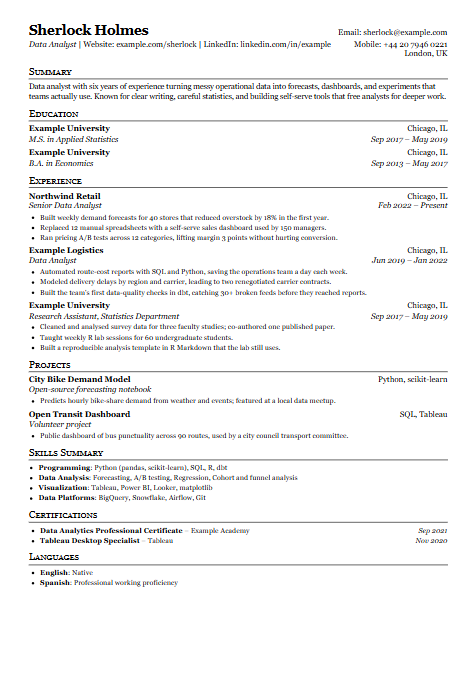 Sherlock Holmes
Email: sherlock@example.com
Data Analyst | Website: example.com/sherlock | LinkedIn: linkedin.com/in/example
Mobile: +44 20 7946 0221
London, UK
Summary
Data analyst with six years of experience turning messy operational data into forecasts, dashboards, and experiments that
teams actually use. Known for clear writing, careful statistics, and building self-serve tools that free analysts for deeper work.
Education
Example University Chicago, IL
M.S. in Applied Statistics Sep 2017 – May 2019
Example University Chicago, IL
B.A. in Economics Sep 2013 – May 2017
Experience
Northwind Retail Chicago, IL
Senior Data Analyst Feb 2022 – Present
• Built weekly demand forecasts for 40 stores that reduced overstock by 18% in the first year.
• Replaced 12 manual spreadsheets with a self-serve sales dashboard used by 150 managers.
• Ran pricing A/B tests across 12 categories, lifting margin 3 points without hurting conversion.
Example Logistics Chicago, IL
Data Analyst Jun 2019 – Jan 2022
• Automated route-cost reports with SQL and Python, saving the operations team a day each week.
• Modeled delivery delays by region and carrier, leading to two renegotiated carrier contracts.
• Built the team's first data-quality checks in dbt, catching 30+ broken feeds before they reached reports.
Example University Chicago, IL
Research Assistant, Statistics Department Sep 2017 – May 2019
• Cleaned and analysed survey data for three faculty studies; co-authored one published paper.
• Taught weekly R lab sessions for 60 undergraduate students.
• Built a reproducible analysis template in R Markdown that the lab still uses.
Projects
City Bike Demand Model Python, scikit-learn
Open-source forecasting notebook
• Predicts hourly bike-share demand from weather and events; featured at a local data meetup.
Open Transit Dashboard SQL, Tableau
Volunteer project
• Public dashboard of bus punctuality across 90 routes, used by a city council transport committee.
Skills Summary
• Programming: Python (pandas, scikit-learn), SQL, R, dbt
• Data Analysis: Forecasting, A/B testing, Regression, Cohort and funnel analysis
• Visualization: Tableau, Power BI, Looker, matplotlib
• Data Platforms: BigQuery, Snowflake, Airflow, Git
Certifications
• Data Analytics Professional Certificate – Example Academy Sep 2021
• Tableau Desktop Specialist – Tableau Nov 2020
Languages
• English: Native
• Spanish: Professional working proficiency